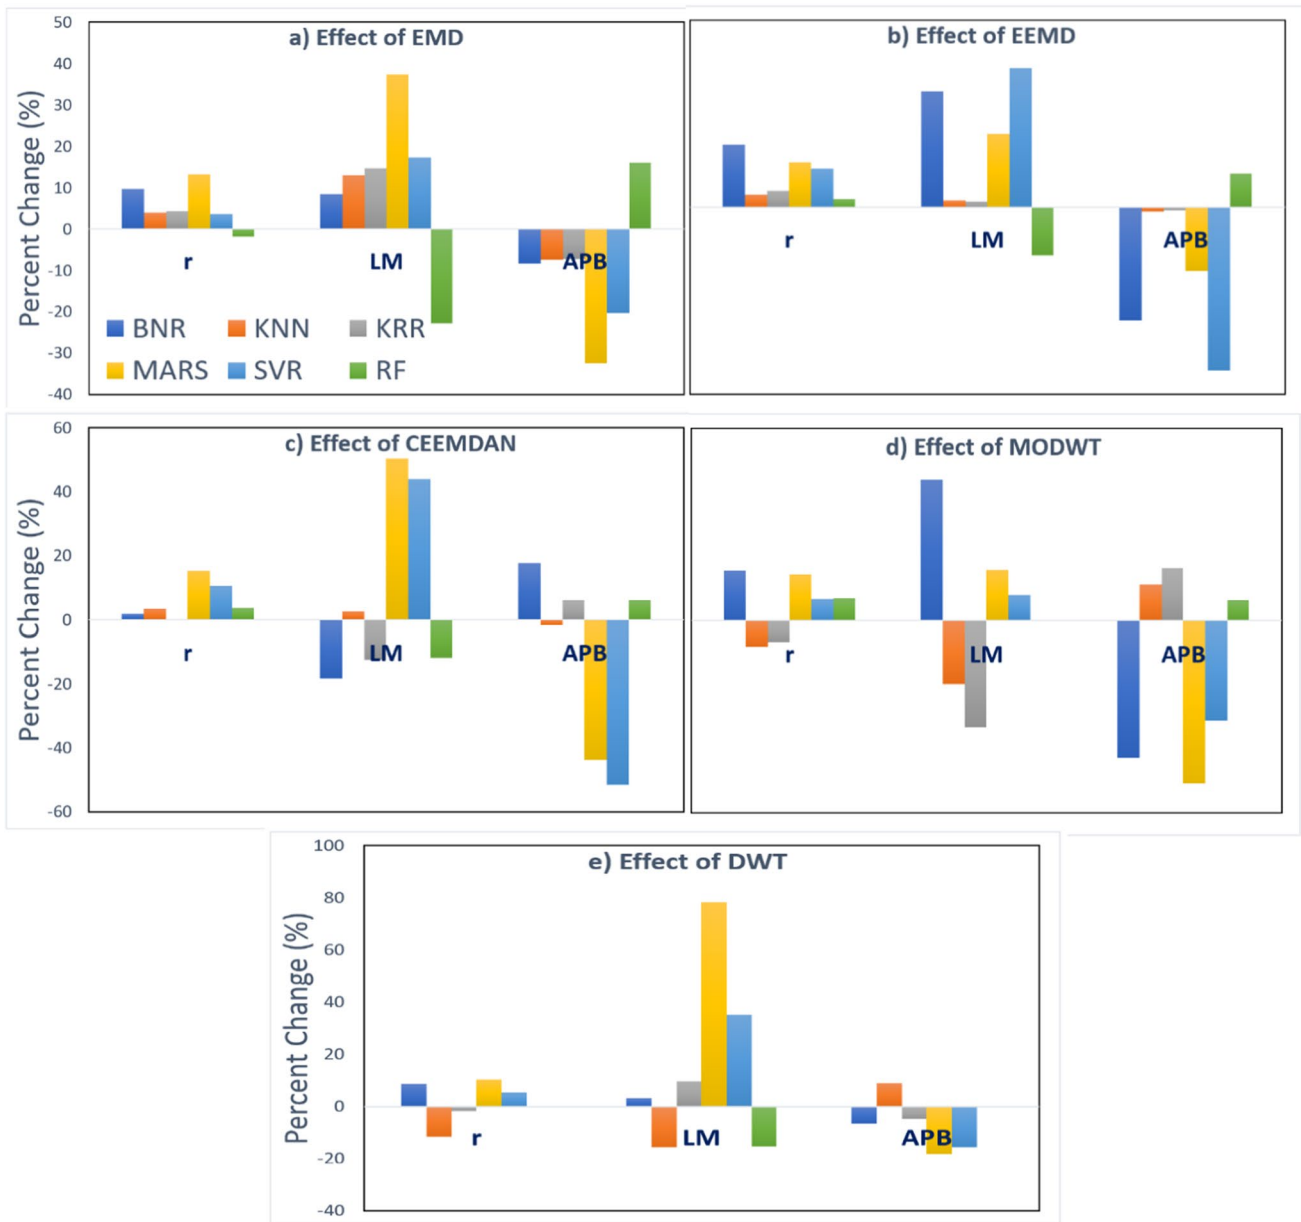 a) Effect of EMD
Percent Change (%)
50
40
30
20
10
0
-10
-20
-30
-40
r
LM
APB
BNR
KNN
KRR
MARS
SVR
RF
b) Effect of EEMD
r
LM
APB
c) Effect of CEEMDAN
Percent Change (%)
60
40
20
0
-20
-40
-60
r
LM
APB
d) Effect of MODWT
r
LM
APB
e) Effect of DWT
Percent Change (%)
100
80
60
40
20
0
-20
-40
r
LM
APB